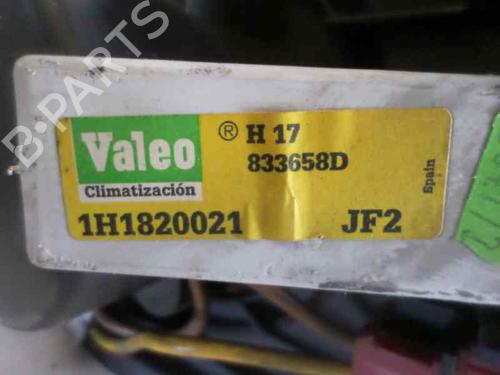 B-PARTS
Valeo
Climatización
® H 17
833658D
Spain
1H1820021
JF2